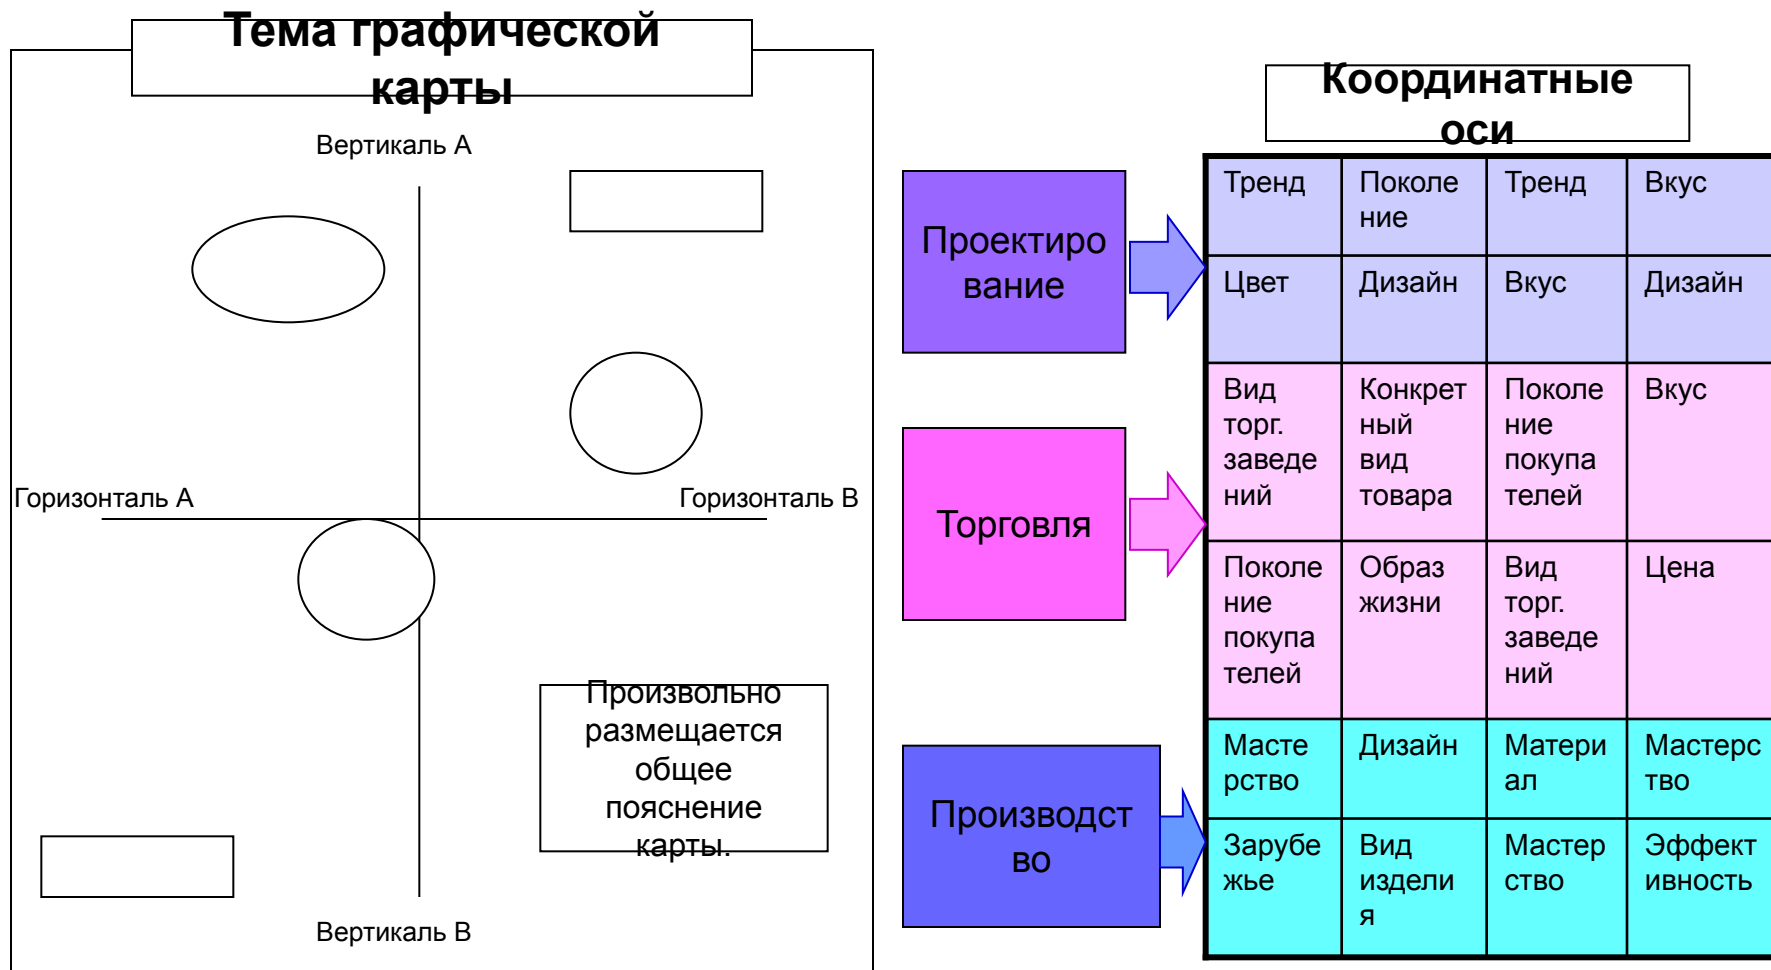 Тема графической
карты
Вертикаль А
Горизонталь А
Горизонталь В
Произвольно
размещается
общее
пояснение
карты.
Вертикаль В
Координатные
оси
Проектиро
вание
Торговля
Производст
во
Тренд
Поколе
ние
Тренд
Вкус
Цвет
Дизайн
Вкус
Дизайн
Вид
торг.
заведе
ний
Конкрет
ный
вид
товара
Поколе
ние
покупа
телей
Вкус
Поколе
ние
покупа
телей
Образ
жизни
Вид
торг.
заведе
ний
Цена
Масте
рство
Дизайн
Матери
ал
Мастерс
тво
Зарубе
жье
Вид
издели
я
Мастер
ство
Эффект
ивность